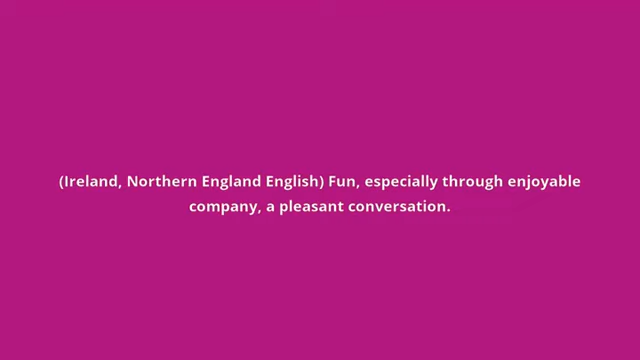 (Ireland, Northern England English) Fun, especially through enjoyable
company, a pleasant conversation.